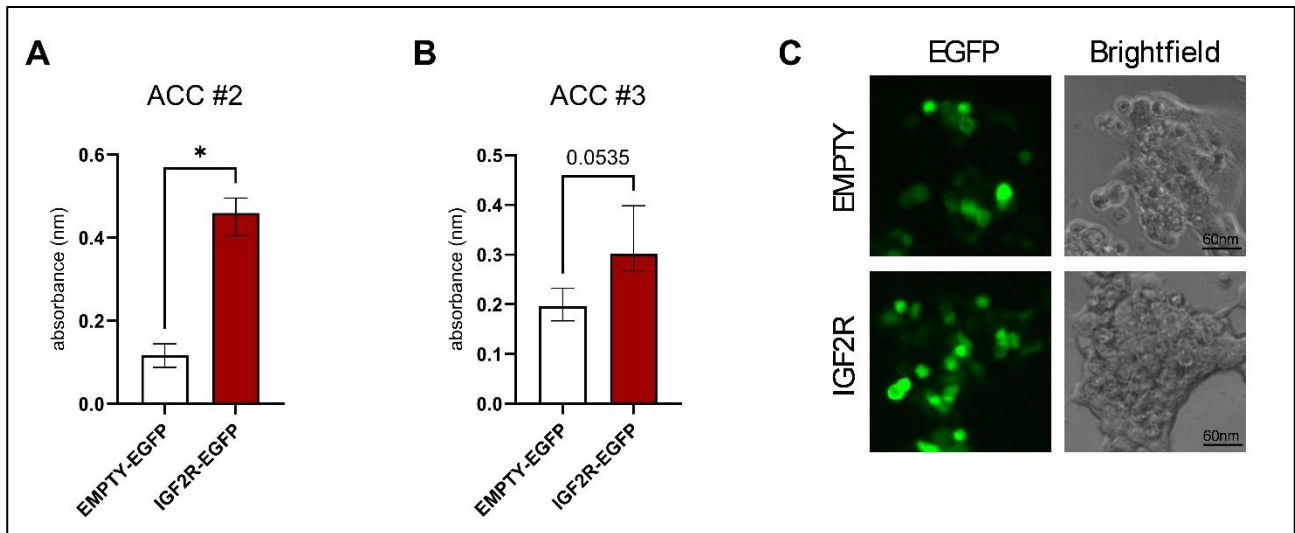 A
ACC #2
absorbance (nm)
0.6
0.4
0.2
0.0
*
EMPTY-EGFP
IGF2R-EGFP
B
ACC #3
absorbance (nm)
0.5
0.4
0.3
0.2
0.1
0.0
0.0535
EMPTY-EGFP
IGF2R-EGFP
C
EGFP
Brightfield
EMPTY
60nm
IGF2R
60nm